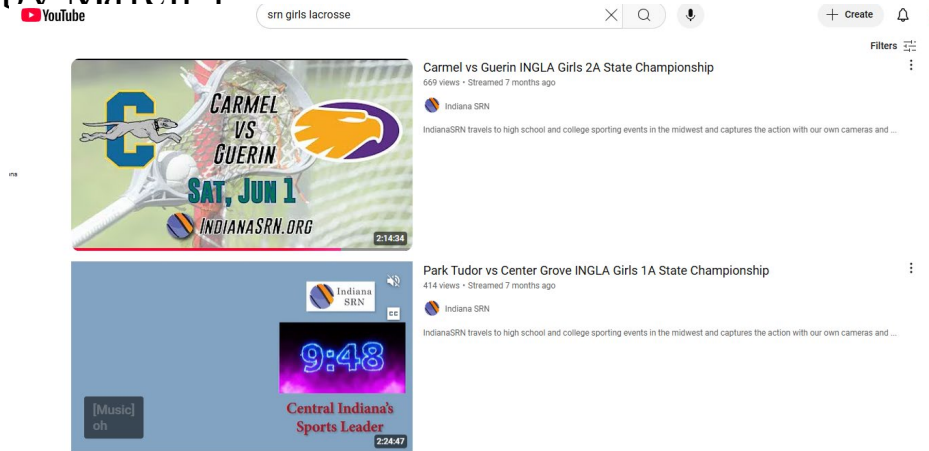 YouTube
srn girls lacrosse
Create
Filters
Carmel vs Guerin INGLA Girls 2A State Championship
669 views • Streamed 7 months ago
Indiana SRN
IndianaSRN travels to high school and college sporting events in the midwest and captures the action with our own cameras and ...
CARMEL
VS
GUERIN
SAT, JUN 1
INDIANASRN.ORG
2:14:34
Park Tudor vs Center Grove INGLA Girls 1A State Championship
414 views • Streamed 7 months ago
Indiana SRN
IndianaSRN travels to high school and college sporting events in the midwest and captures the action with our own cameras and ...
Indiana
SRN
CC
9:48
Central Indiana's
Sports Leader
[Music]
oh
2:24:47